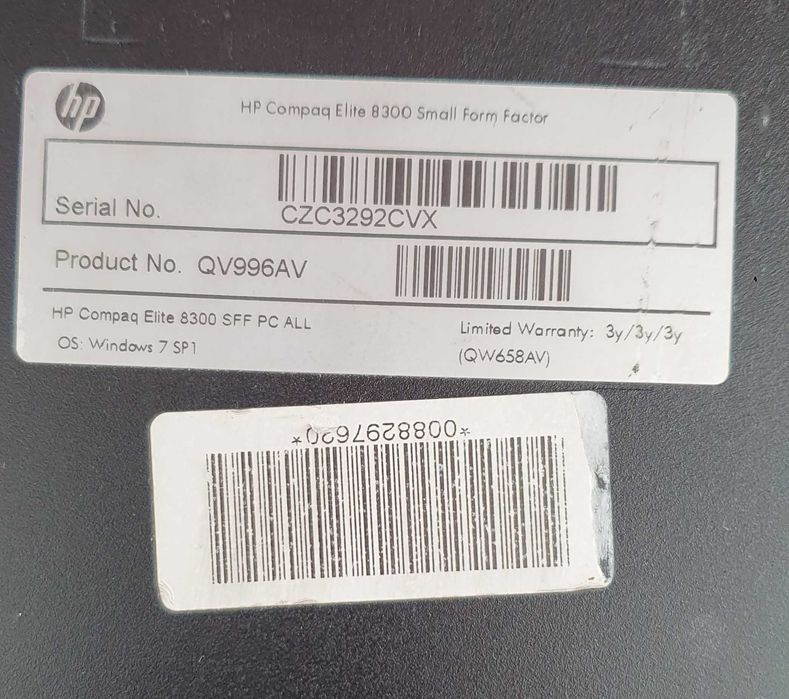 hp
HP Compaq Elite 8300 Small Form Factor
Serial No.
CZC3292CVX
Product No. QV996AV
HP Compaq Elite 8300 SFF PC ALL
OS: Windows 7 SP1
Limited Warranty: 3y/3y/3y
(QW658AV)